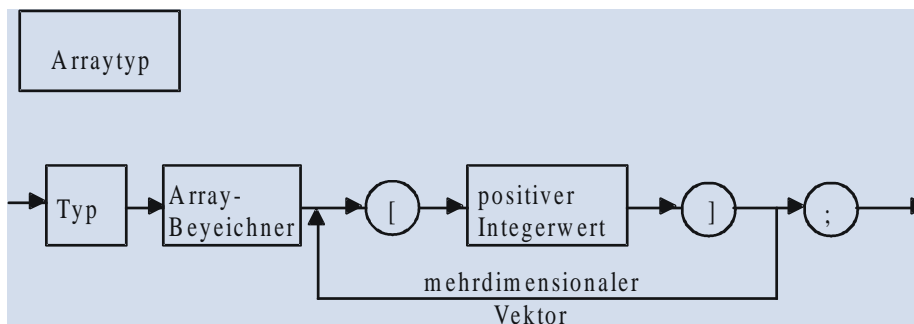 Arraytyp
Typ
Array-
Beyeichner
[
positiver
Integerwert
]
;
mehrdimensionaler
Vektor